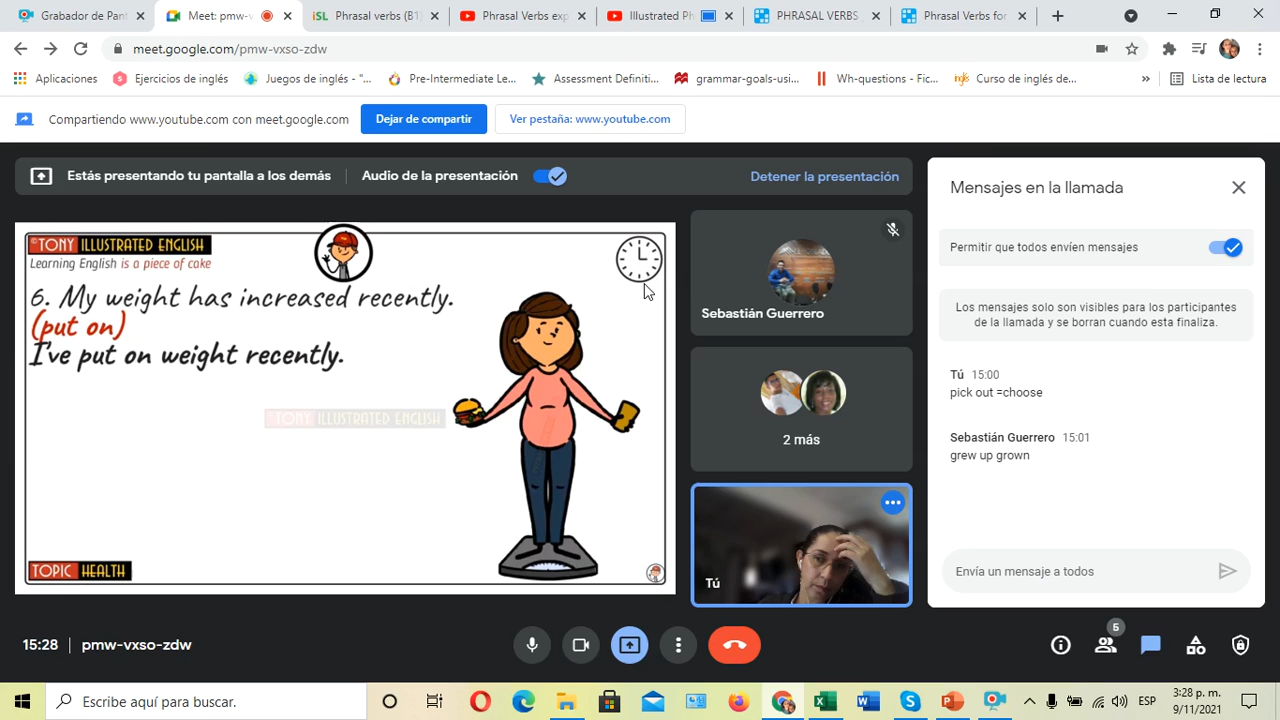 Grabador de Pan
Meet: pmw-v
Phrasal verbs (B1)
Phrasal Verbs exp
Illustrated Ph
PHRASAL VERBS
Phrasal Verbs for
meet.google.com/pmw-vxso-zdw
Aplicaciones
Ejercicios de inglés
Juegos de inglés - "...
Pre-Intermediate Le...
Assessment Definiti...
grammar-goals-usi...
Wh-questions - Fic...
Curso de inglés de...
»
Lista de lectura
Compartiendo www.youtube.com con meet.google.com
Dejar de compartir
Ver pestaña: www.youtube.com
Estás presentando tu pantalla a los demás
Audio de la presentación
Detener la presentación
©TONY ILLUSTRATED ENGLISH
Learning English is a piece of cake
6. My weight has increased recently.
(put on)
I've put on weight recently.
©TONY ILLUSTRATED ENGLISH
TOPIC HEALTH
Sebastián Guerrero
2 más
Tú
Mensajes en la llamada
Permitir que todos envíen mensajes
Los mensajes solo son visibles para los participantes
de la llamada y se borran cuando esta finaliza.
Tú 15:00
pick out =choose
Sebastián Guerrero 15:01
grew up grown
Envía un mensaje a todos
15:28 | pmw-vxso-zdw
5
Escribe aquí para buscar.
ESP
3:28 p. m.
9/11/2021